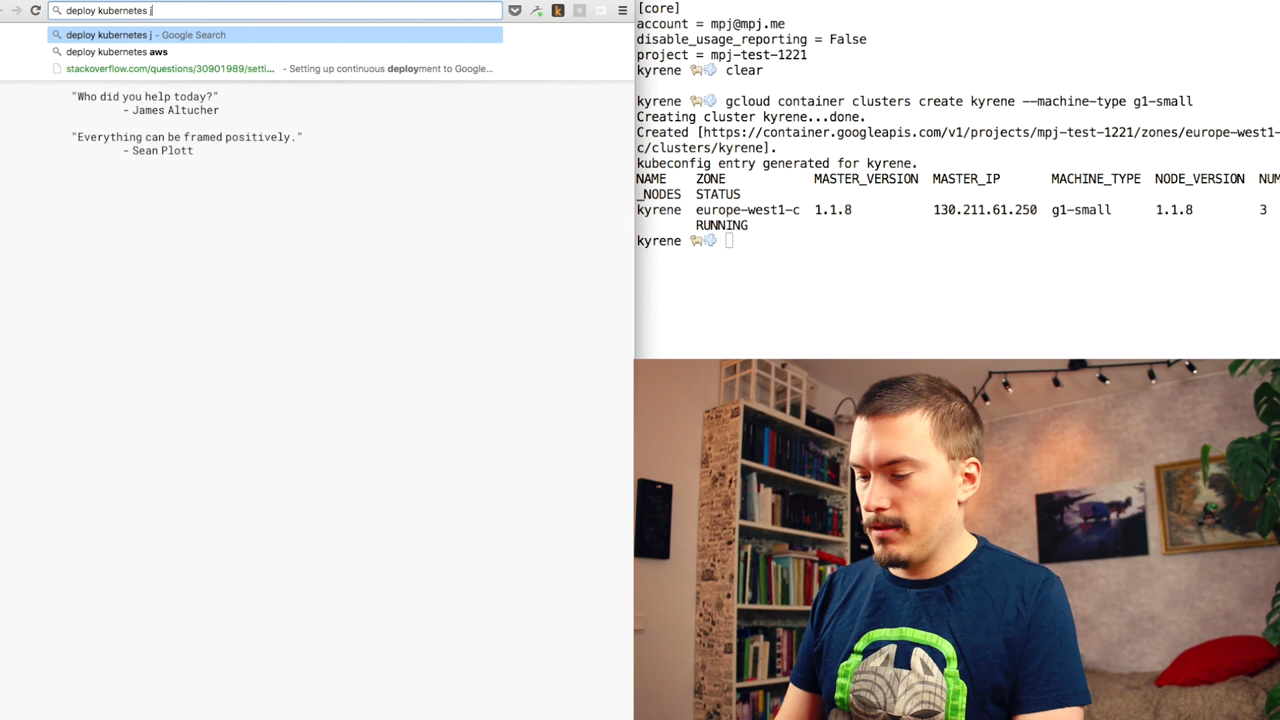 deploy kubernetes j
deploy kubernetes j - Google Search
deploy kubernetes aws
stackoverflow.com/questions/30901989/setti... - Setting up continuous deployment to Google...
"Who did you help today?"
- James Altucher
"Everything can be framed positively."
- Sean Plott
[core]
account = mpj@mpj.me
disable_usage_reporting = False
project = mpj-test-1221
kyrene 🐑💨 clear
kyrene 🐑💨 gcloud container clusters create kyrene --machine-type g1-small
Creating cluster kyrene...done.
Created [https://container.googleapis.com/v1/projects/mpj-test-1221/zones/europe-west1-
c/clusters/kyrene].
kubeconfig entry generated for kyrene.
NAME ZONE MASTER_VERSION MASTER_IP MACHINE_TYPE NODE_VERSION NUM
_NODES STATUS
kyrene europe-west1-c 1.1.8 130.211.61.250 g1-small 1.1.8 3
RUNNING
kyrene 🐑💨